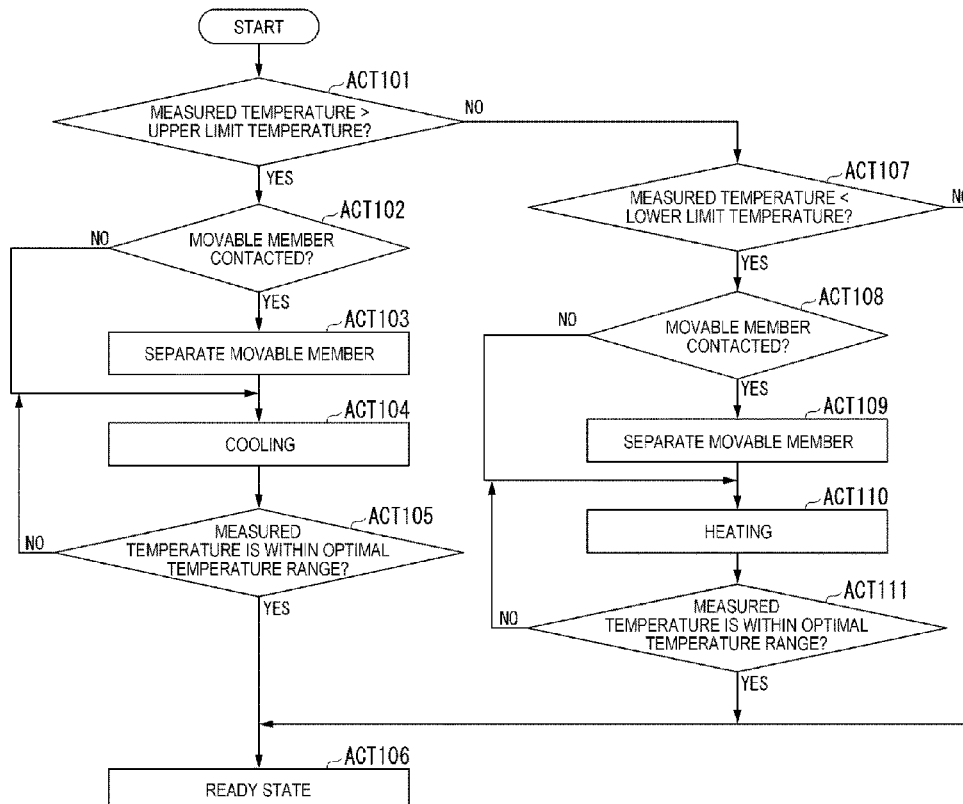 START
ACT101
MEASURED TEMPERATURE >
UPPER LIMIT TEMPERATURE?
NO
YES
ACT107
MEASURED TEMPERATURE <
LOWER LIMIT TEMPERATURE?
NO
YES
ACT102
MOVABLE MEMBER
CONTACTED?
NO
YES
ACT103
SEPARATE MOVABLE MEMBER
ACT104
COOLING
ACT105
MEASURED
TEMPERATURE IS WITHIN OPTIMAL
TEMPERATURE RANGE?
NO
YES
ACT108
MOVABLE MEMBER
CONTACTED?
NO
YES
ACT109
SEPARATE MOVABLE MEMBER
ACT110
HEATING
ACT111
MEASURED
TEMPERATURE IS WITHIN OPTIMAL
TEMPERATURE RANGE?
NO
YES
ACT106
READY STATE